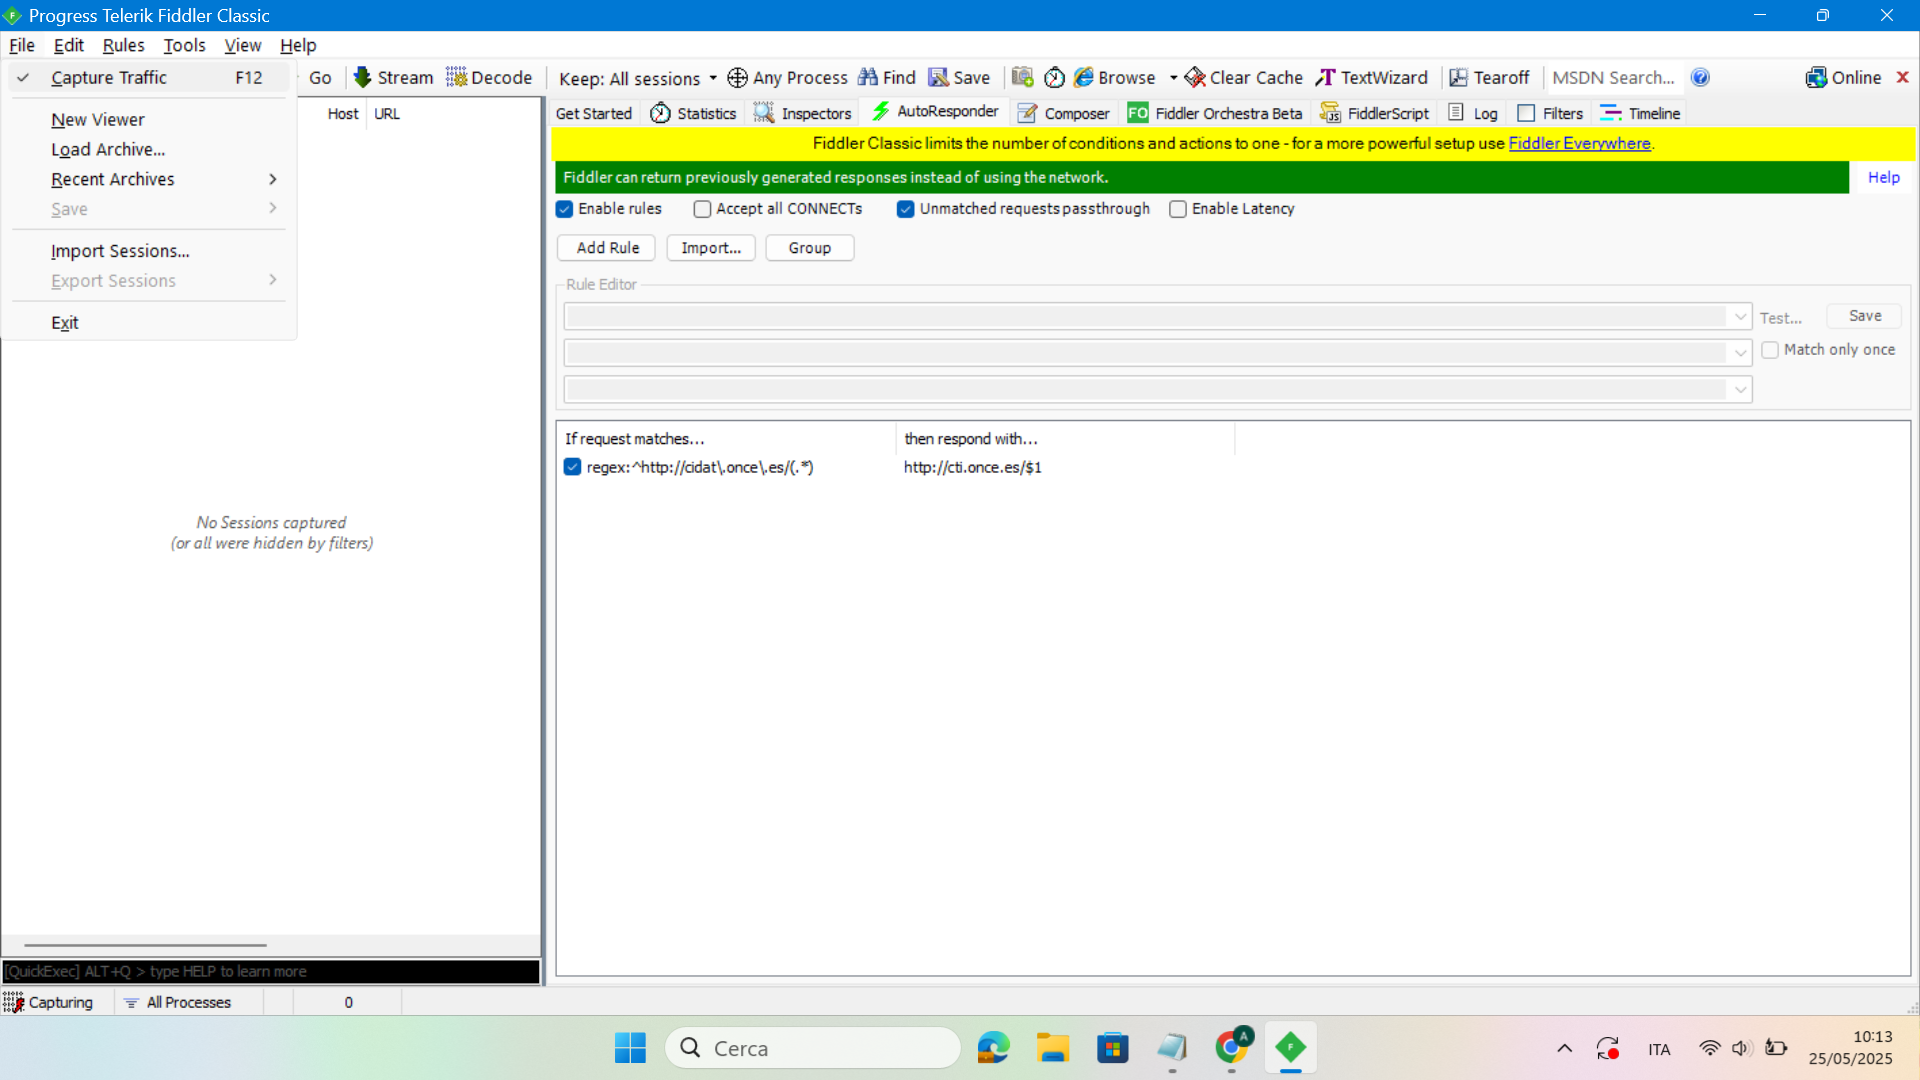 Progress Telerik Fiddler Classic
File Edit Rules Tools View Help
Capture Traffic F12
Go Stream Decode Keep: All sessions Any Process Find Save Browse Clear Cache TextWizard Tearoff MSDN Search... Online
New Viewer
Load Archive...
Recent Archives
Save
Import Sessions...
Export Sessions
Exit
Host URL
No Sessions captured
(or all were hidden by filters)
[QuickExec] ALT+Q > type HELP to learn more
Get Started Statistics Inspectors AutoResponder Composer FO Fiddler Orchestra Beta FiddlerScript Log Filters Timeline
Fiddler Classic limits the number of conditions and actions to one - for a more powerful setup use Fiddler Everywhere.
Fiddler can return previously generated responses instead of using the network. Help
Enable rules Accept all CONNECTs Unmatched requests passthrough Enable Latency
Add Rule Import... Group
Rule Editor
Test... Save
Match only once
If request matches... then respond with...
regex:^http://cidat\.once\.es/(.*) http://cti.once.es/$1
Capturing All Processes 0
Cerca
A
ITA
10:13
25/05/2025